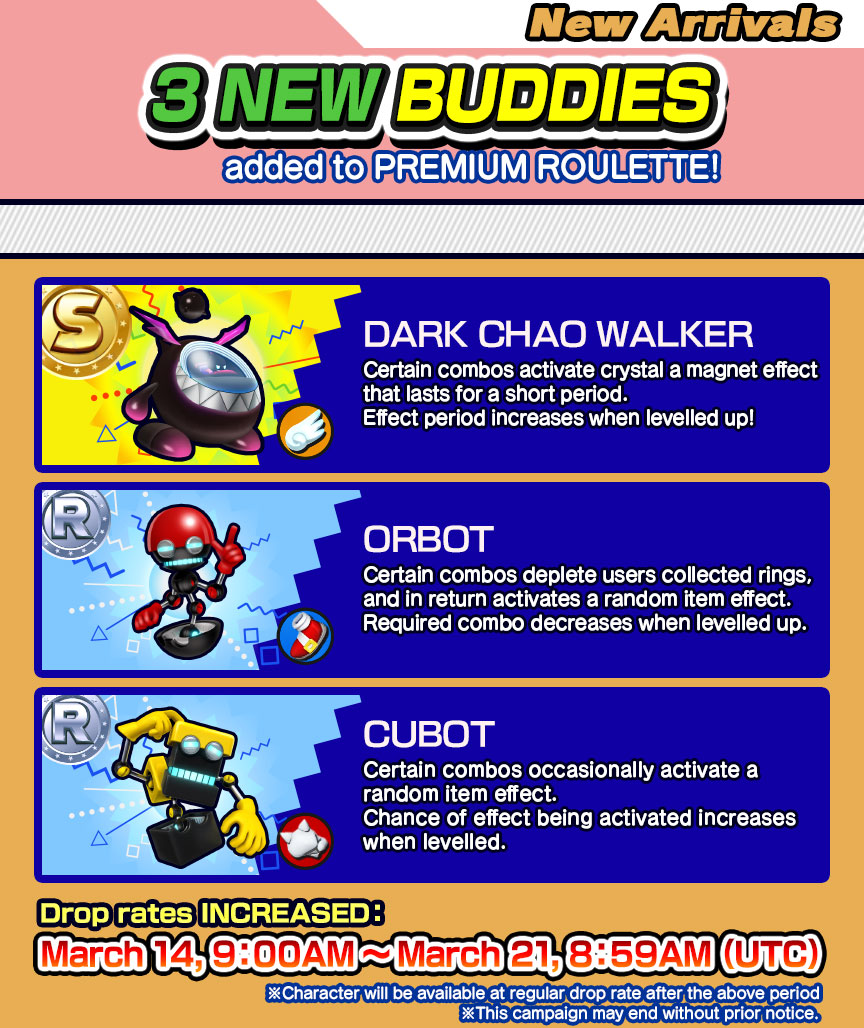 New Arrivals
3 NEW BUDDIES
added to PREMIUM ROULETTE!
S
DARK CHAO WALKER
Certain combos activate crystal a magnet effect
that lasts for a short period.
Effect period increases when levelled up!
R
ORBOT
Certain combos deplete users collected rings,
and in return activates a random item effect.
Required combo decreases when levelled up.
R
CUBOT
Certain combos occasionally activate a
random item effect.
Chance of effect being activated increases
when levelled.
Drop rates INCREASED:
March 14, 9:00AM～March 21, 8:59AM (UTC)
※Character will be available at regular drop rate after the above period
※This campaign may end without prior notice.